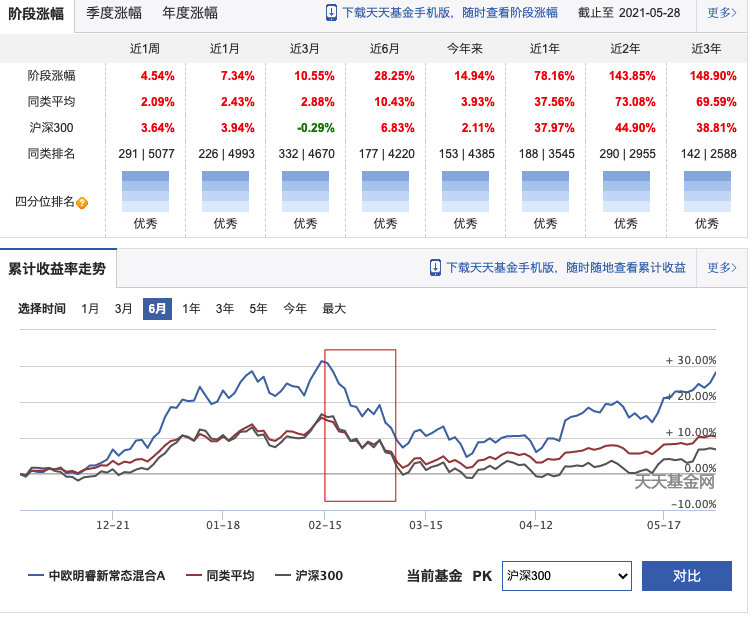 阶段涨幅 季度涨幅 年度涨幅 下载天天基金手机版，随时查看阶段涨幅 截止至 2021-05-28 更多>
近1周 近1月 近3月 近6月 今年来 近1年 近2年 近3年
阶段涨幅 4.54% 7.34% 10.55% 28.25% 14.94% 78.16% 143.85% 148.90%
同类平均 2.09% 2.43% 2.88% 10.43% 3.93% 37.56% 73.08% 69.59%
沪深300 3.64% 3.94% -0.29% 6.83% 2.11% 37.97% 44.90% 38.81%
同类排名 291 | 5077 226 | 4993 332 | 4670 177 | 4220 153 | 4385 188 | 3545 290 | 2955 142 | 2588
四分位排名?
优秀 优秀 优秀 优秀 优秀 优秀 优秀 优秀
累计收益率走势 下载天天基金手机版，随时随地查看累计收益 更多>
选择时间 1月 3月 6月 1年 3年 5年 今年 最大
+ 30.00%
+ 20.00%
+ 10.00%
0.00%
天天基金网
-10.00%
12-21 01-18 02-15 03-15 04-12 05-17
中欧明睿新常态混合A 同类平均 沪深300 当前基金 PK 沪深300 对比